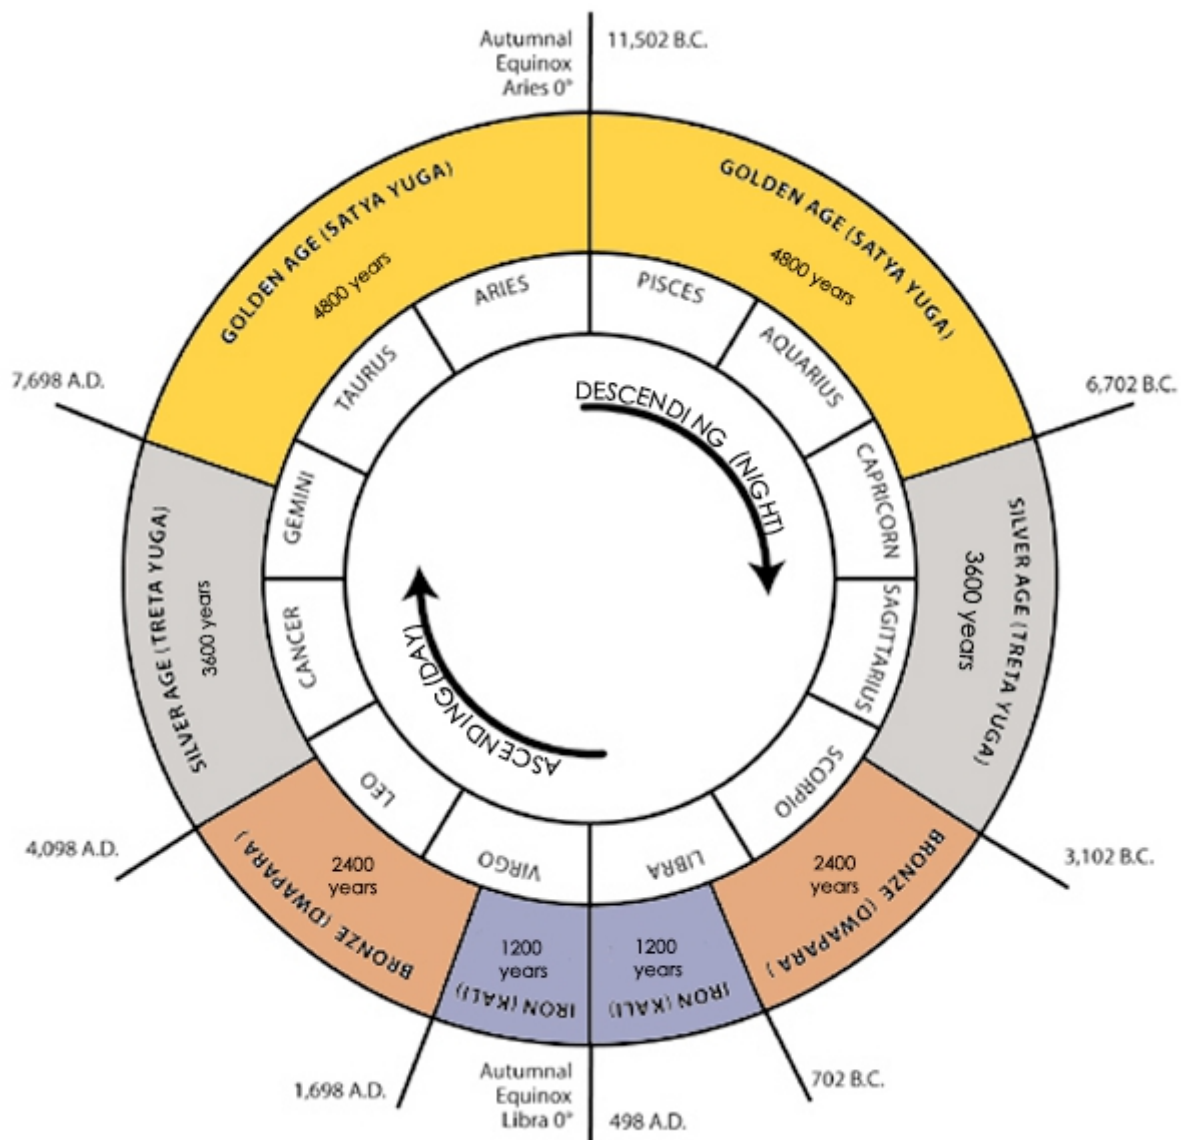 Autumnal
Equinox
Aries 0°
11,502 B.C.
GOLDEN AGE (SATYA YUGA)
4800 years
GOLDEN AGE (SATYA YUGA)
4800 years
ARIES
PISCES
TAURUS
AQUARIUS
7,698 A.D.
6,702 B.C.
DESCENDING (NIGHT)
GEMINI
CAPRICORN
SILVER AGE (TRETA YUGA)
3600 years
SILVER AGE (TRETA YUGA)
3600 years
CANCER
SAGITTARIUS
ASCENDING (DAY)
LEO
SCORPIO
4,098 A.D.
3,102 B.C.
VIRGO
LIBRA
BRONZE (DWAPARA)
2400
years
BRONZE (DWAPARA)
2400
years
1200
years
IRON (KALI)
1200
years
IRON (KALI)
1,698 A.D.
702 B.C.
Autumnal
Equinox
Libra 0°
498 A.D.